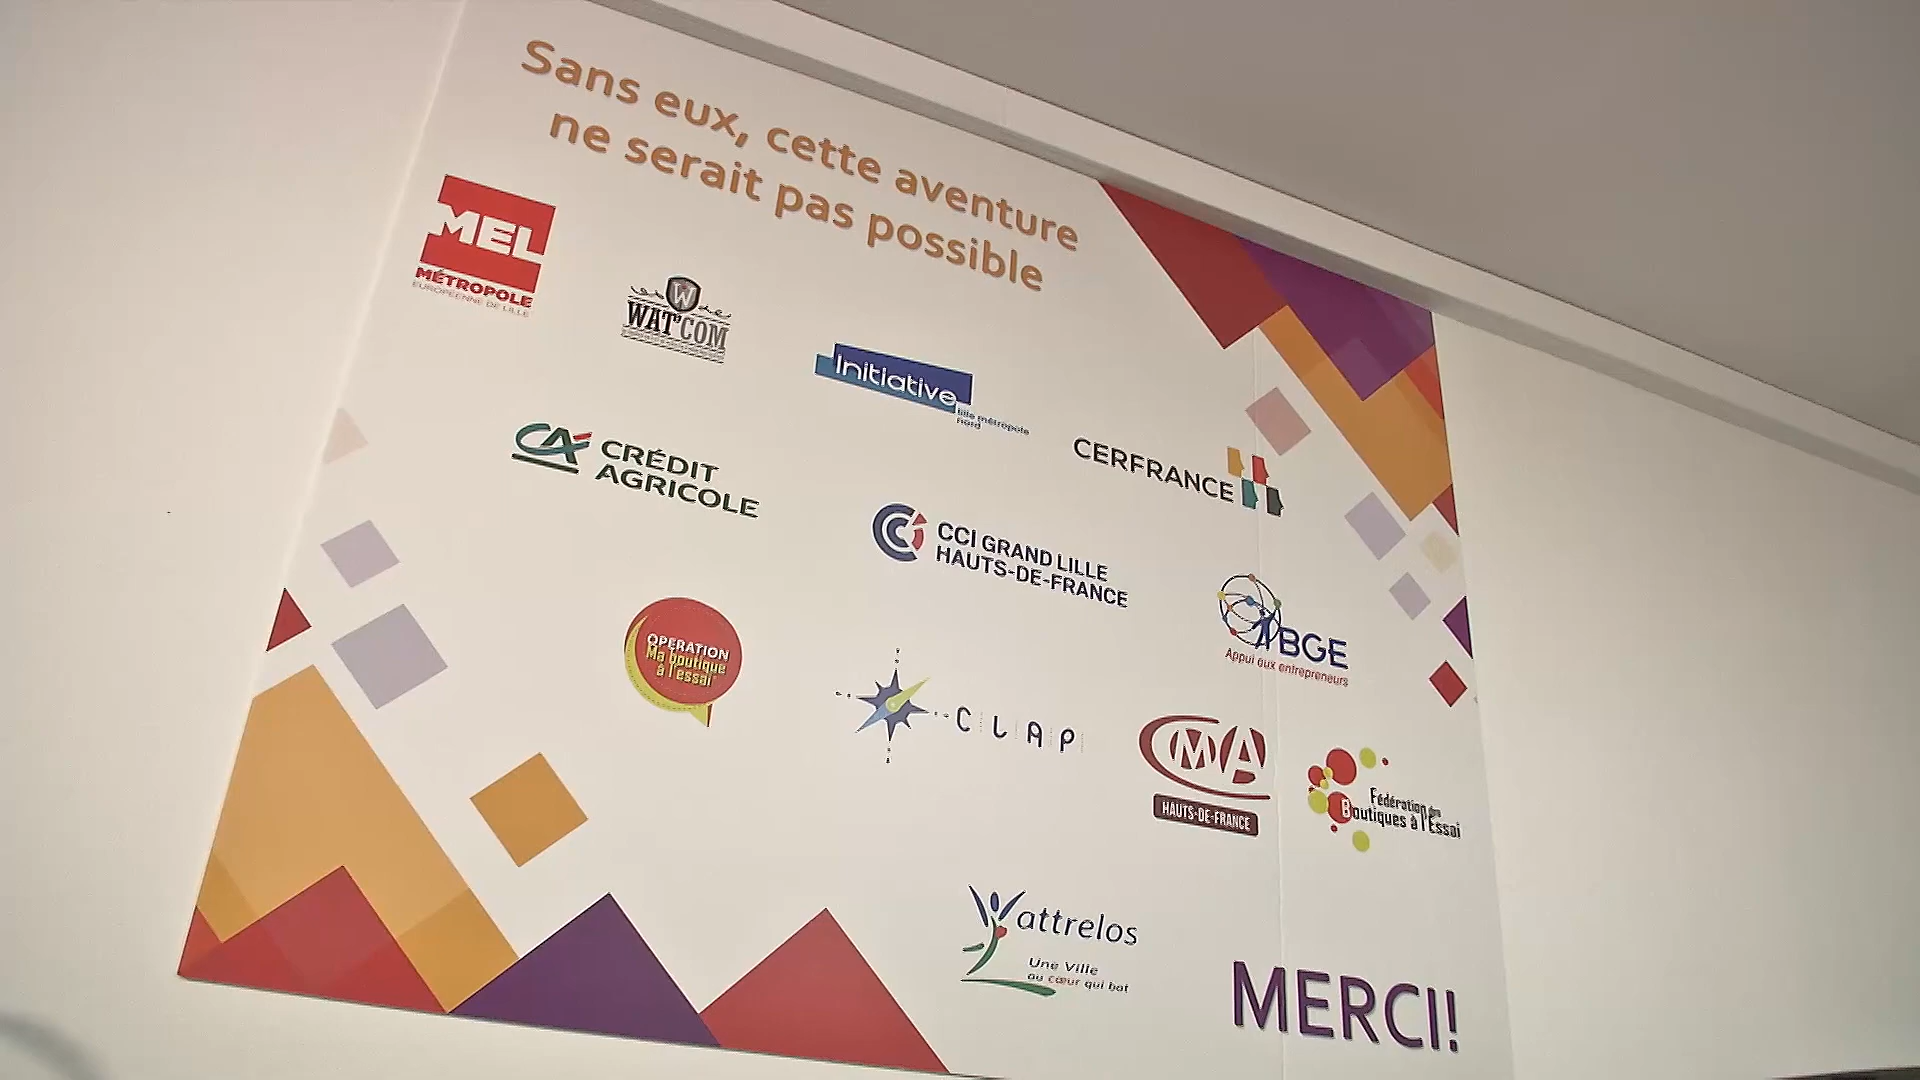 Sans eux, cette aventure
ne serait pas possible
MEL
MÉTROPOLE
EUROPÉENNE DE LILLE
W
WAT'COM
Initiative
lille métropole
nord
CERFRANCE
CA
CRÉDIT
AGRICOLE
CCI GRAND LILLE
HAUTS-DE-FRANCE
BGE
Appui aux entrepreneurs
OPÉRATION
Ma boutique
à l'essai
CLAP
CMA
HAUTS-DE-FRANCE
Fédération des
Boutiques à l'Essai
Wattrelos
Une Ville
au cœur qui bat
MERCI!